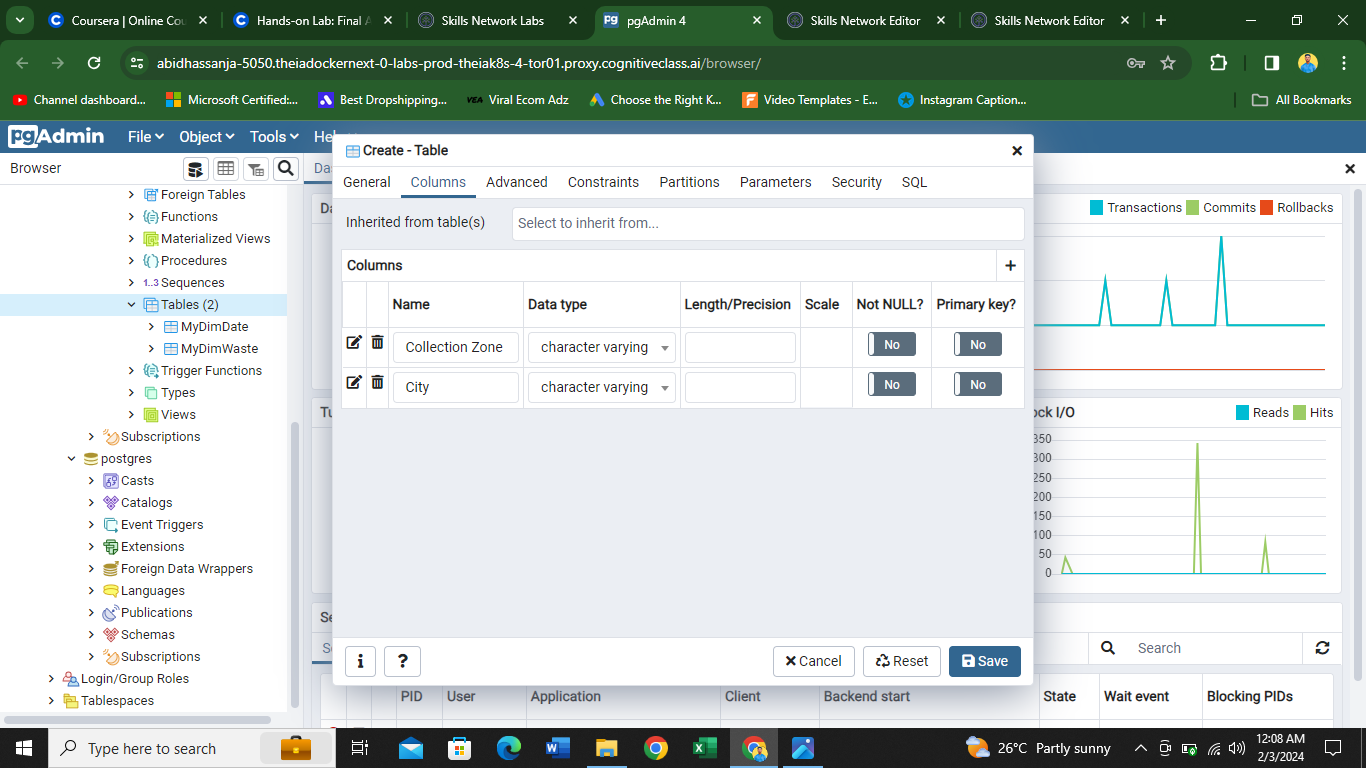 Coursera | Online Cou
Hands-on Lab: Final A
Skills Network Labs
pgAdmin 4
Skills Network Editor
Skills Network Editor
abidhassanja-5050.theiadockernext-0-labs-prod-theiak8s-4-tor01.proxy.cognitiveclass.ai/browser/
Channel dashboard...
Microsoft Certified:...
Best Dropshipping...
Viral Ecom Adz
Choose the Right K...
Video Templates - E...
Instagram Caption...
All Bookmarks
pgAdmin
File
Object
Tools
Help
Browser
Foreign Tables
Functions
Materialized Views
Procedures
1..3 Sequences
Tables (2)
MyDimDate
MyDimWaste
Trigger Functions
Types
Views
Subscriptions
postgres
Casts
Catalogs
Event Triggers
Extensions
Foreign Data Wrappers
Languages
Publications
Schemas
Subscriptions
Login/Group Roles
Tablespaces
Create - Table
General Columns Advanced Constraints Partitions Parameters Security SQL
Inherited from table(s) Select to inherit from...
Columns
Name Data type Length/Precision Scale Not NULL? Primary key?
Collection Zone character varying No No
City character varying No No
i ? Cancel Reset Save
Transactions Commits Rollbacks
ock I/O Reads Hits
350
300
250
200
150
100
50
0
Search
PID User Application Client Backend start State Wait event Blocking PIDs
Type here to search
26°C Partly sunny
12:08 AM
2/3/2024